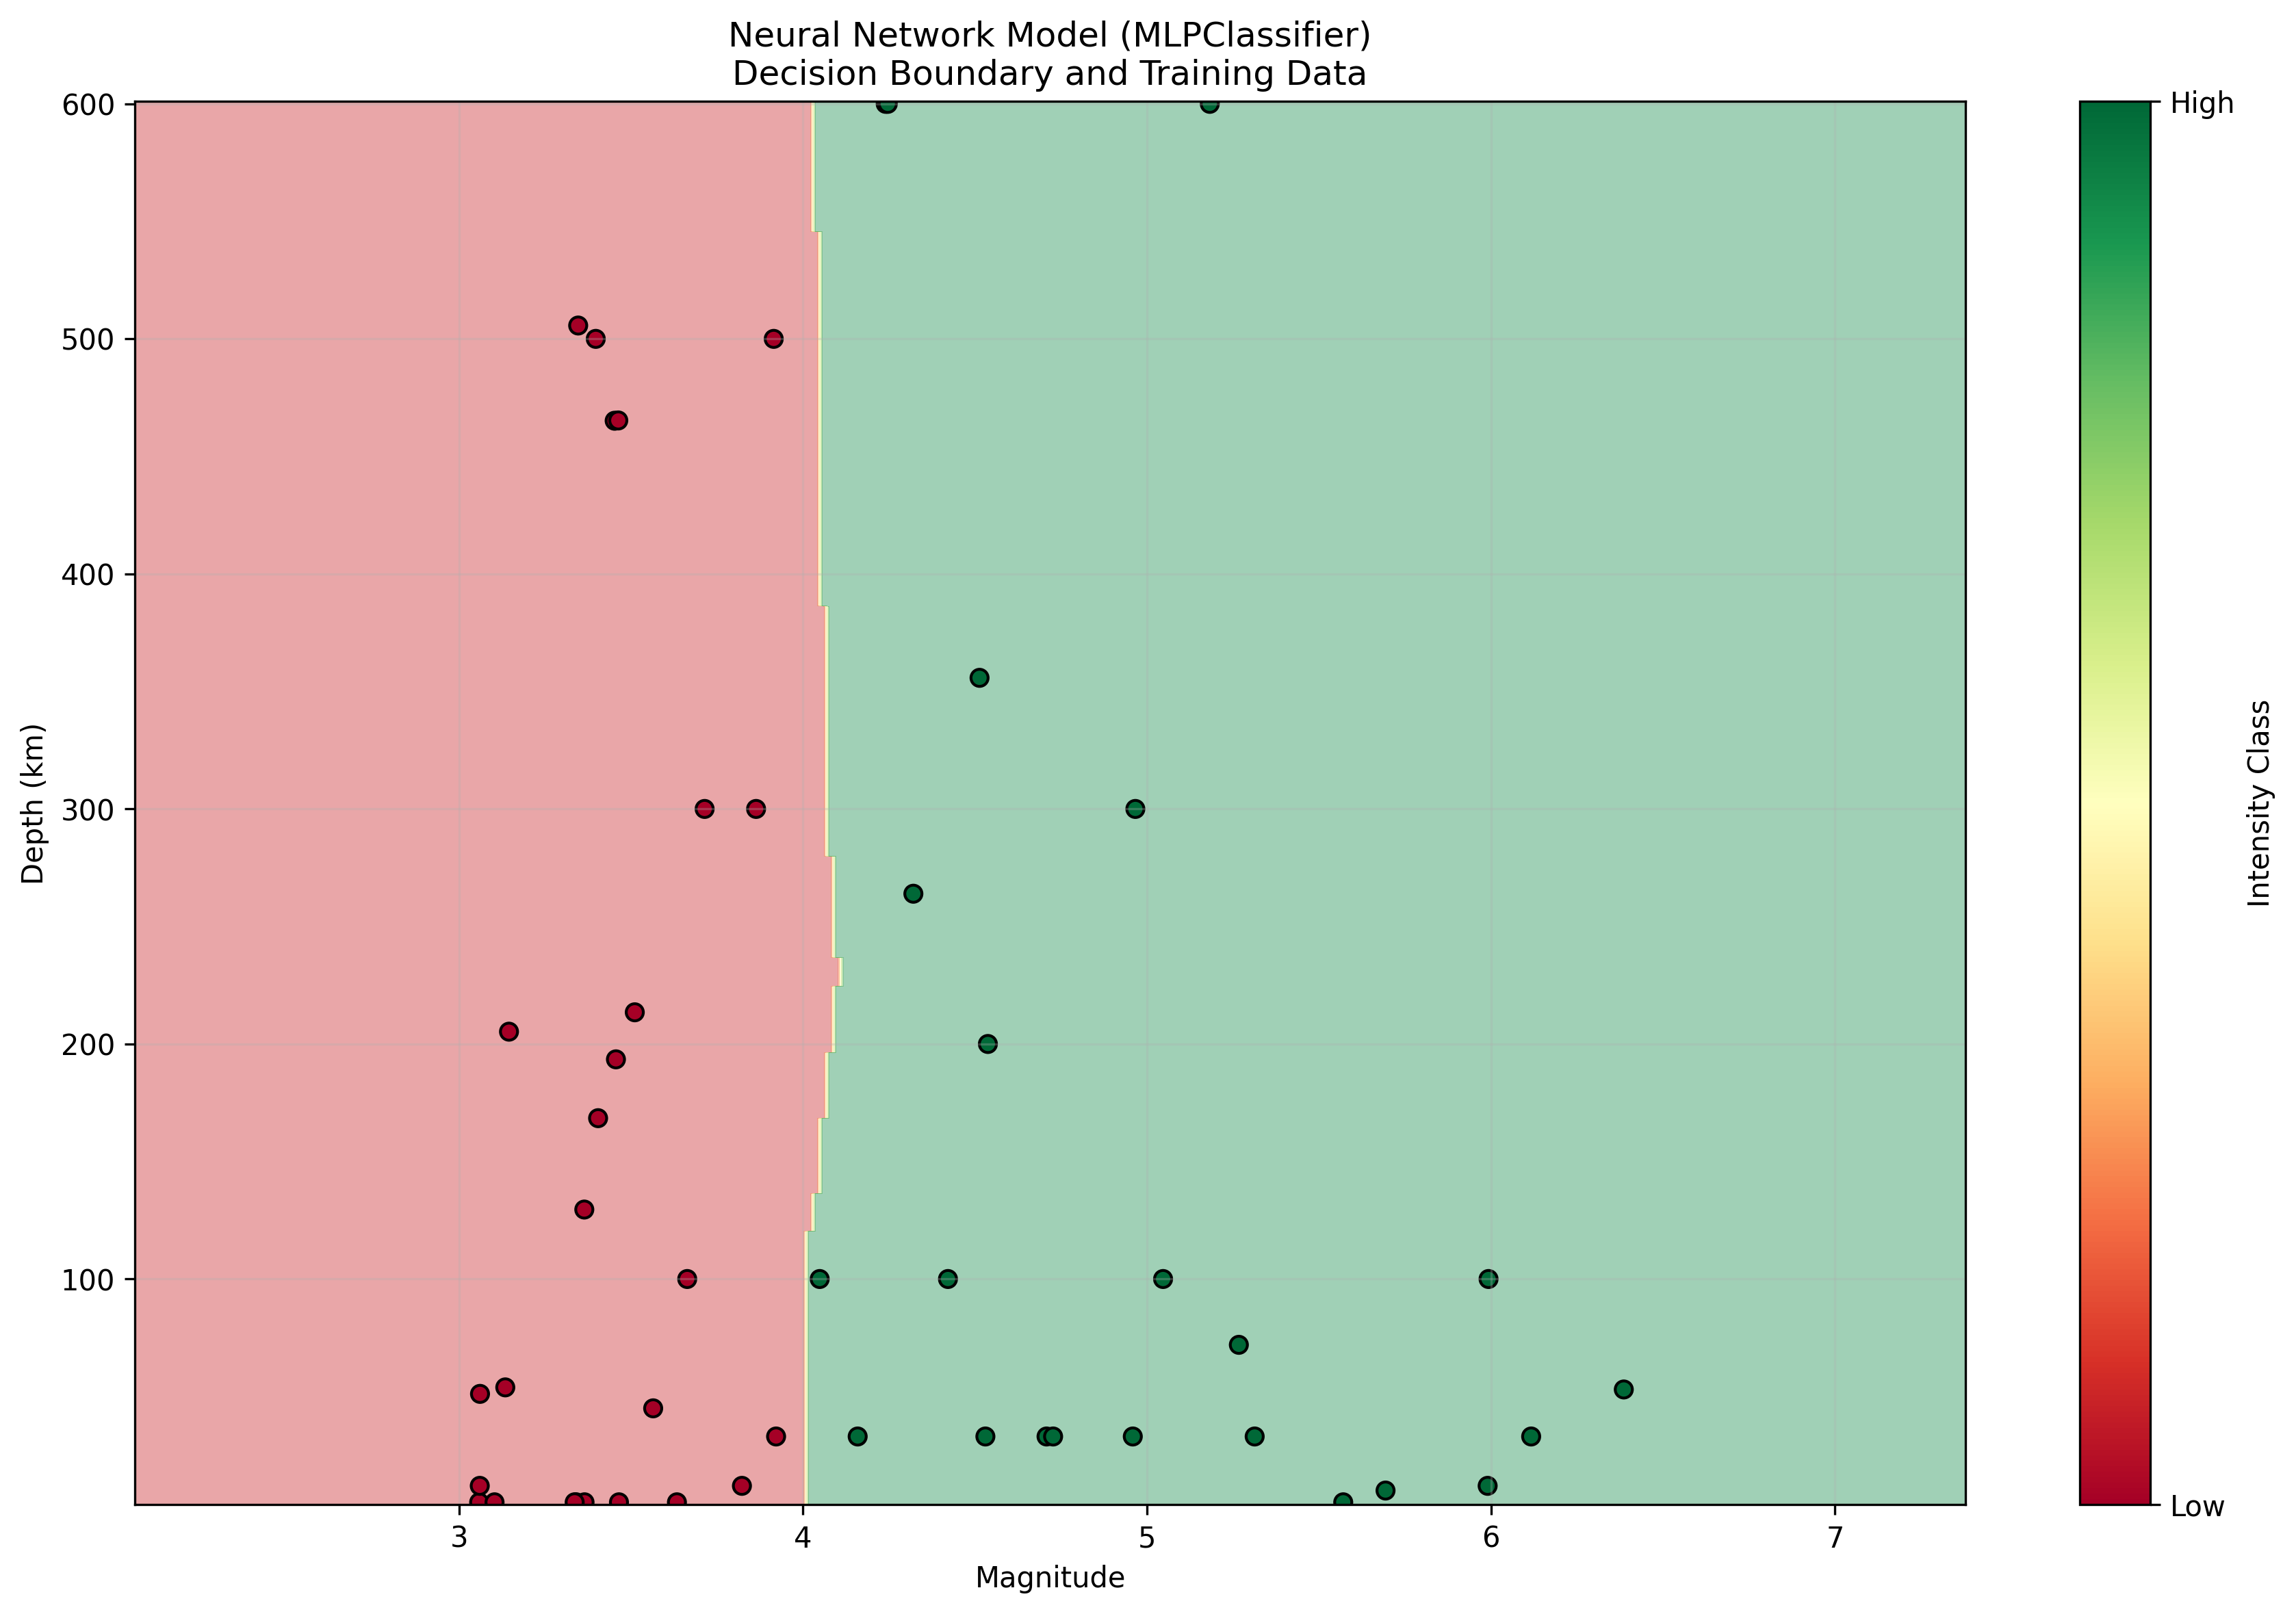 Neural Network Model (MLPClassifier)
Decision Boundary and Training Data
600
500
400
300
200
100
Depth (km)
3
4
5
6
7
Magnitude
High
Low
Intensity Class